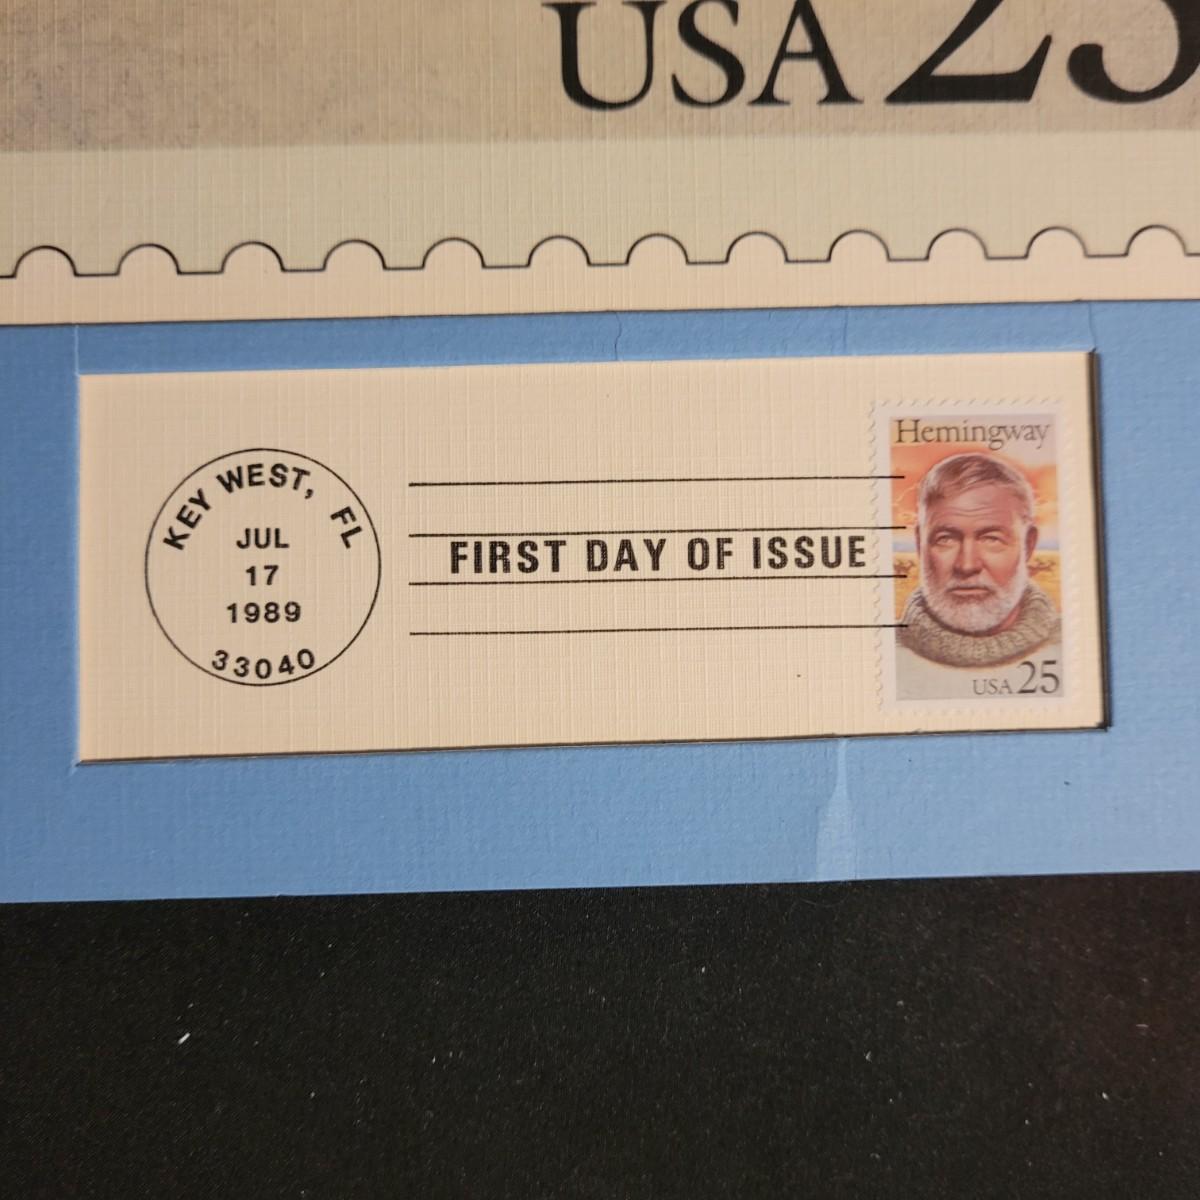 USA 25
KEY WEST, FL
JUL
17
1989
33040
FIRST DAY OF ISSUE
Hemingway
USA 25